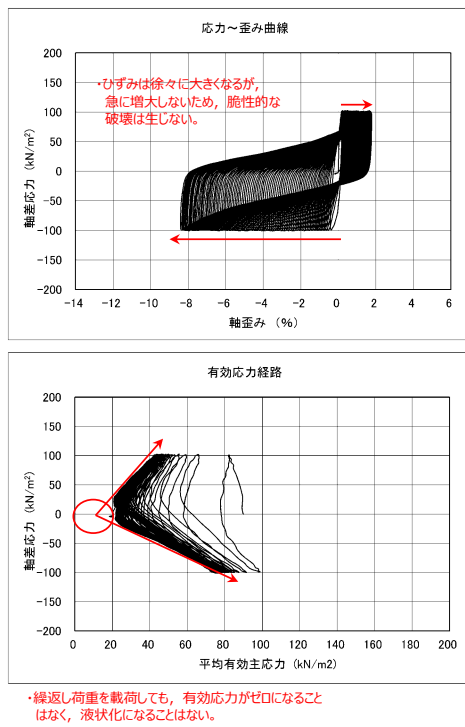 応力～歪み曲線
・ひずみは徐々に大きくなるが，
急に増大しないため，脆性的な
破壊は生じない。
200
150
100
50
0
-50
-100
-150
-200
軸差応力 (kN/m²)
-14 -12 -10 -8 -6 -4 -2 0 2 4 6
軸歪み （%）
有効応力経路
200
150
100
50
0
-50
-100
-150
-200
軸差応力 (kN/m²)
0 20 40 60 80 100 120 140 160 180 200
平均有効主応力 (kN/m2)
・繰返し荷重を載荷しても，有効応力がゼロになること
はなく，液状化になることはない。